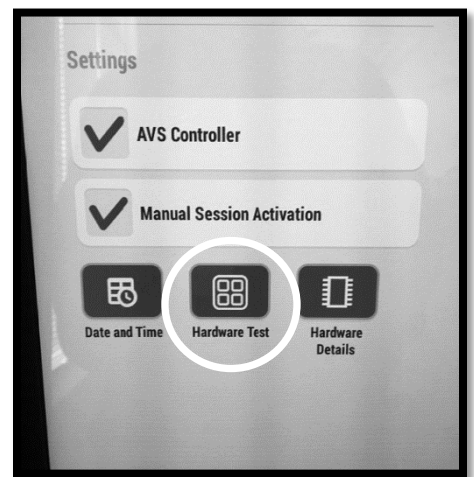 Settings
AVS Controller
Manual Session Activation
Date and Time
Hardware Test
Hardware
Details